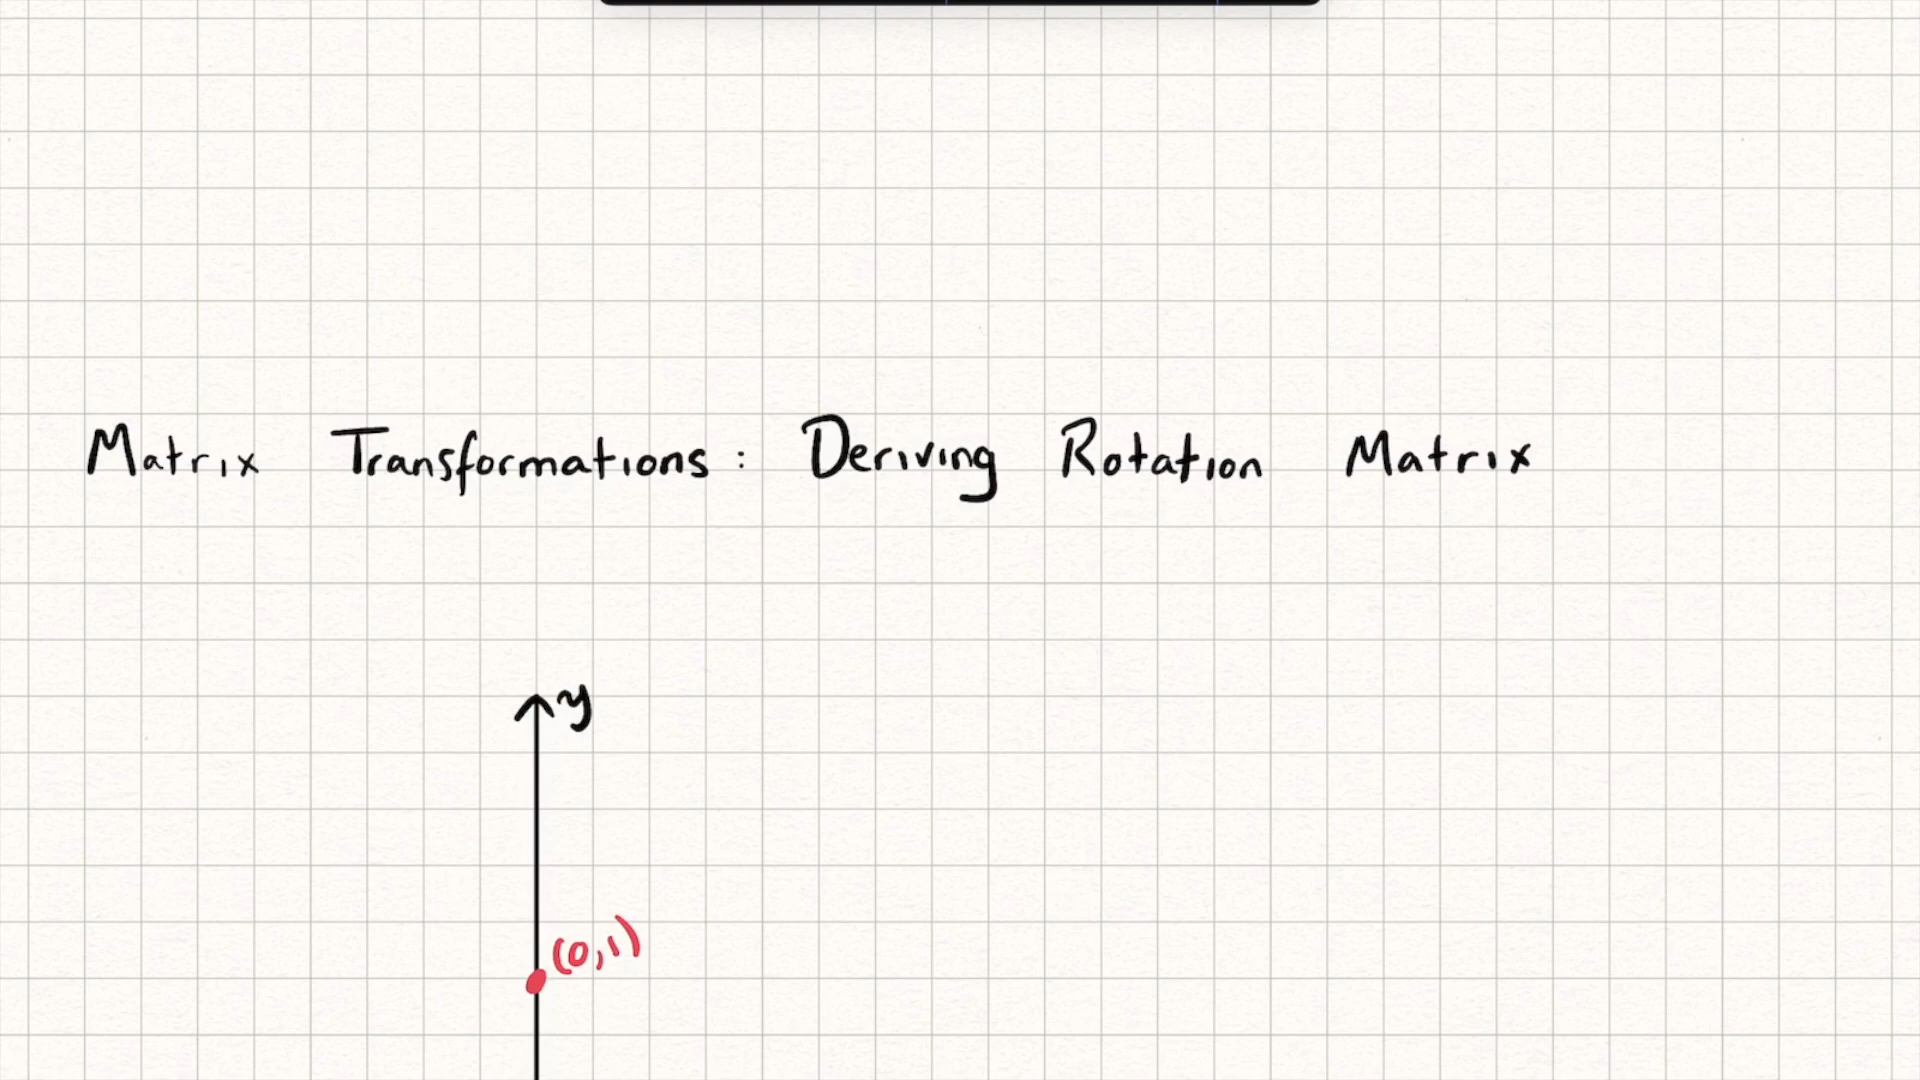 Matrix Transformations: Deriving Rotation Matrix
y
(0,1)